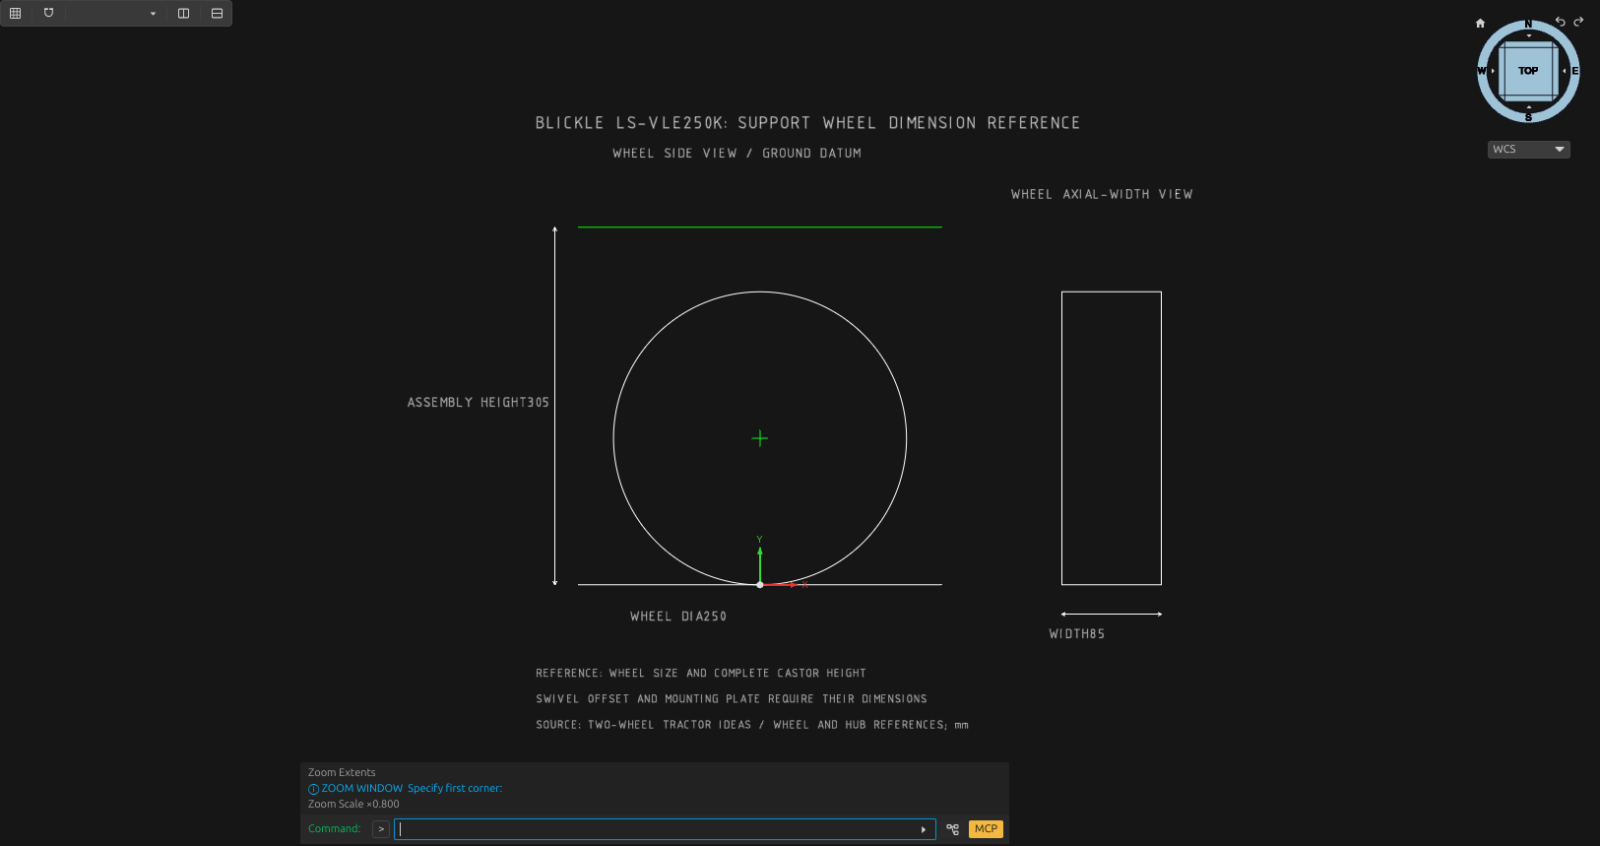 N
W
TOP
E
S
WCS
BLICKLE LS-VLE250K: SUPPORT WHEEL DIMENSION REFERENCE
WHEEL SIDE VIEW / GROUND DATUM
WHEEL AXIAL-WIDTH VIEW
ASSEMBLY HEIGHT305
Y
X
WHEEL DIA250
WIDTH85
REFERENCE: WHEEL SIZE AND COMPLETE CASTOR HEIGHT
SWIVEL OFFSET AND MOUNTING PLATE REQUIRE THEIR DIMENSIONS
SOURCE: TWO-WHEEL TRACTOR IDEAS / WHEEL AND HUB REFERENCES; mm
Zoom Extents
ZOOM WINDOW Specify first corner:
Zoom Scale ×0.800
Command: >
MCP